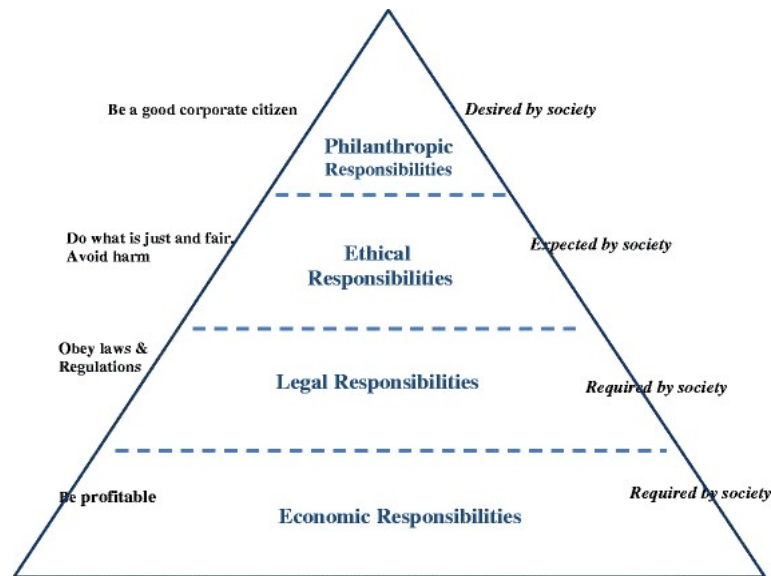 Be a good corporate citizen
Desired by society
Philanthropic
Responsibilities
Do what is just and fair,
Avoid harm
Expected by society
Ethical
Responsibilities
Obey laws &
Regulations
Legal Responsibilities
Required by society
Be profitable
Required by society
Economic Responsibilities